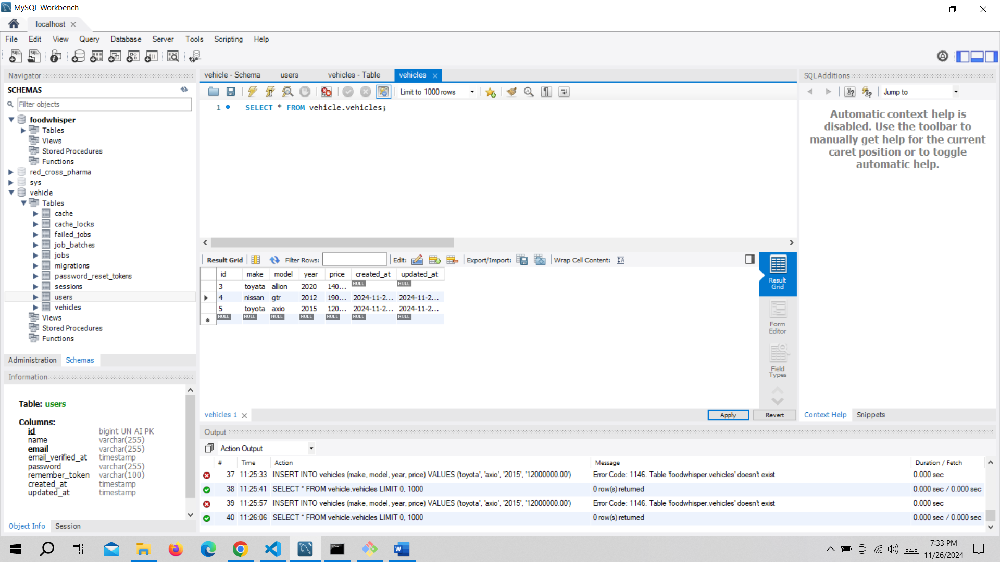 MySQL Workbench
localhost
File Edit View Query Database Server Tools Scripting Help
Navigator
SCHEMAS
Filter objects
foodwhisper
Tables
Views
Stored Procedures
Functions
red_cross_pharma
sys
vehicle
Tables
cache
cache_locks
failed_jobs
job_batches
jobs
migrations
password_reset_tokens
sessions
users
vehicles
Views
Stored Procedures
Functions
Administration Schemas
Information
Table: users
Columns:
id bigint UN AI PK
name varchar(255)
email varchar(255)
email_verified_at timestamp
password varchar(255)
remember_token varchar(100)
created_at timestamp
updated_at timestamp
Object Info Session
vehicle - Schema users vehicles - Table vehicles
Limit to 1000 rows
1 SELECT * FROM vehicle.vehicles;
Result Grid Filter Rows: Edit: Export/Import: Wrap Cell Content:
id make model year price created_at updated_at
3 toyata allion 2020 140... NULL NULL
4 nissan gtr 2012 190... 2024-11-2... 2024-11-2...
5 toyota axio 2015 120... 2024-11-2... 2024-11-2...
NULL NULL NULL NULL NULL NULL NULL
Result
Grid
Form
Editor
Field
Types
vehicles 1
Apply Revert
SQLAdditions
Jump to
Automatic context help is
disabled. Use the toolbar to
manually get help for the current
caret position or to toggle
automatic help.
Context Help Snippets
Output
Action Output
# Time Action Message Duration / Fetch
37 11:25:33 INSERT INTO vehicles (make, model, year, price) VALUES ('toyota', 'axio', '2015', '12000000.00') Error Code: 1146. Table 'foodwhisper.vehicles' doesn't exist 0.000 sec
38 11:25:41 SELECT * FROM vehicle.vehicles LIMIT 0, 1000 0 row(s) returned 0.000 sec / 0.000 sec
39 11:25:57 INSERT INTO vehicles (make, model, year, price) VALUES ('toyota', 'axio', '2015', '12000000.00') Error Code: 1146. Table 'foodwhisper.vehicles' doesn't exist 0.000 sec
40 11:26:06 SELECT * FROM vehicle.vehicles LIMIT 0, 1000 0 row(s) returned 0.000 sec / 0.000 sec
7:33 PM
11/26/2024